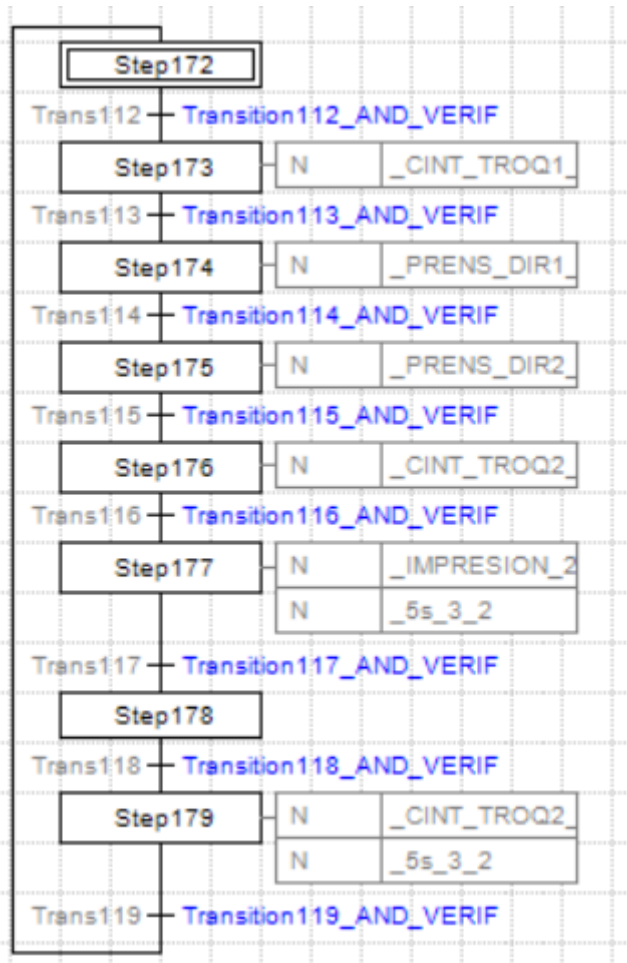 Step172
Trans112 Transition112_AND_VERIF
Step173 N _CINT_TROQ1_
Trans113 Transition113_AND_VERIF
Step174 N _PRENS_DIR1_
Trans114 Transition114_AND_VERIF
Step175 N _PRENS_DIR2_
Trans115 Transition115_AND_VERIF
Step176 N _CINT_TROQ2_
Trans116 Transition116_AND_VERIF
Step177 N _IMPRESION_2
N _5s_3_2
Trans117 Transition117_AND_VERIF
Step178
Trans118 Transition118_AND_VERIF
Step179 N _CINT_TROQ2_
N _5s_3_2
Trans119 Transition119_AND_VERIF